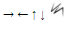 → ← ↑ ↓